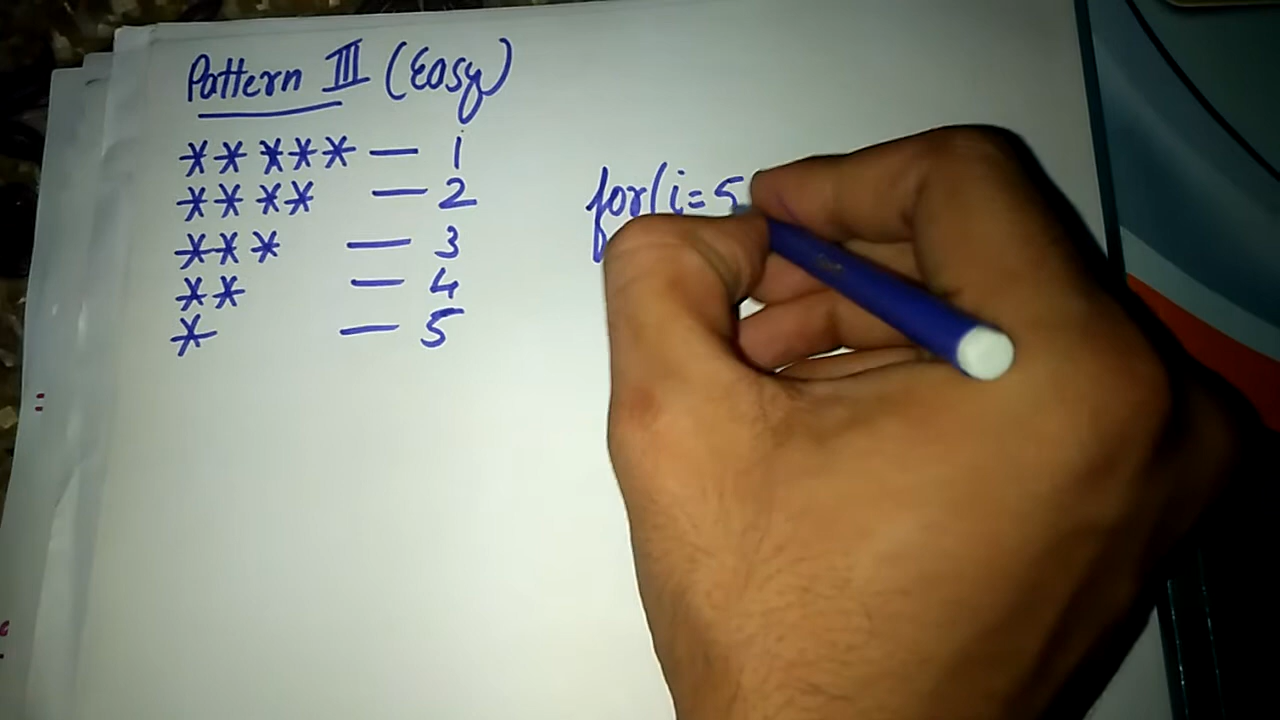 Pattern III (Easy)
***** — 1
**** — 2
*** — 3
** — 4
* — 5
for(i=5